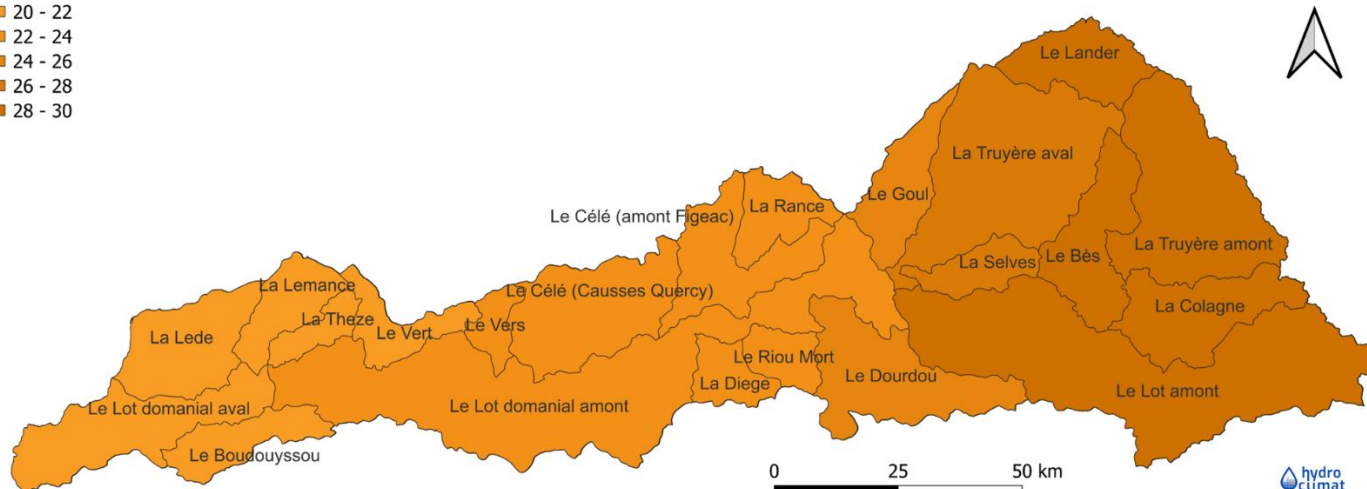 20 - 22
22 - 24
24 - 26
26 - 28
28 - 30
Le Lander
La Truyère aval
Le Goul
La Rance
Le Célé (amont Figeac)
La Truyère amont
La Selves
Le Bès
La Lemance
Le Célé (Causses Quercy)
La Colagne
La Theze
Le Vers
Le Vert
La Lede
Le Riou Mort
Le Dourdou
La Diege
Le Lot amont
Le Lot domanial aval
Le Lot domanial amont
Le Boudouyssou
0 25 50 km
hydro
climat